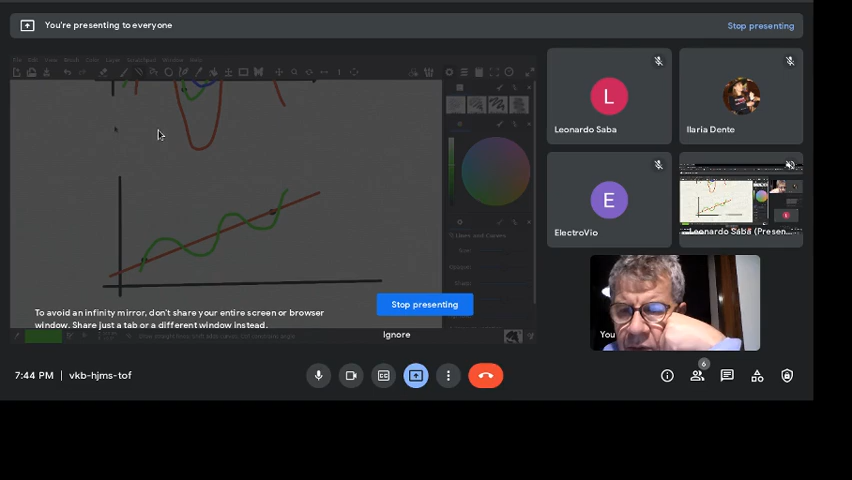 You're presenting to everyone
Stop presenting
L
Leonardo Saba
Ilaria Dente
E
ElectroVio
Leonardo Saba (Presen...
L
To avoid an infinity mirror, don't share your entire screen or browser
window. Share just a tab or a different window instead.
Stop presenting
Ignore
You
7:44 PM | vkb-hjms-tof
6